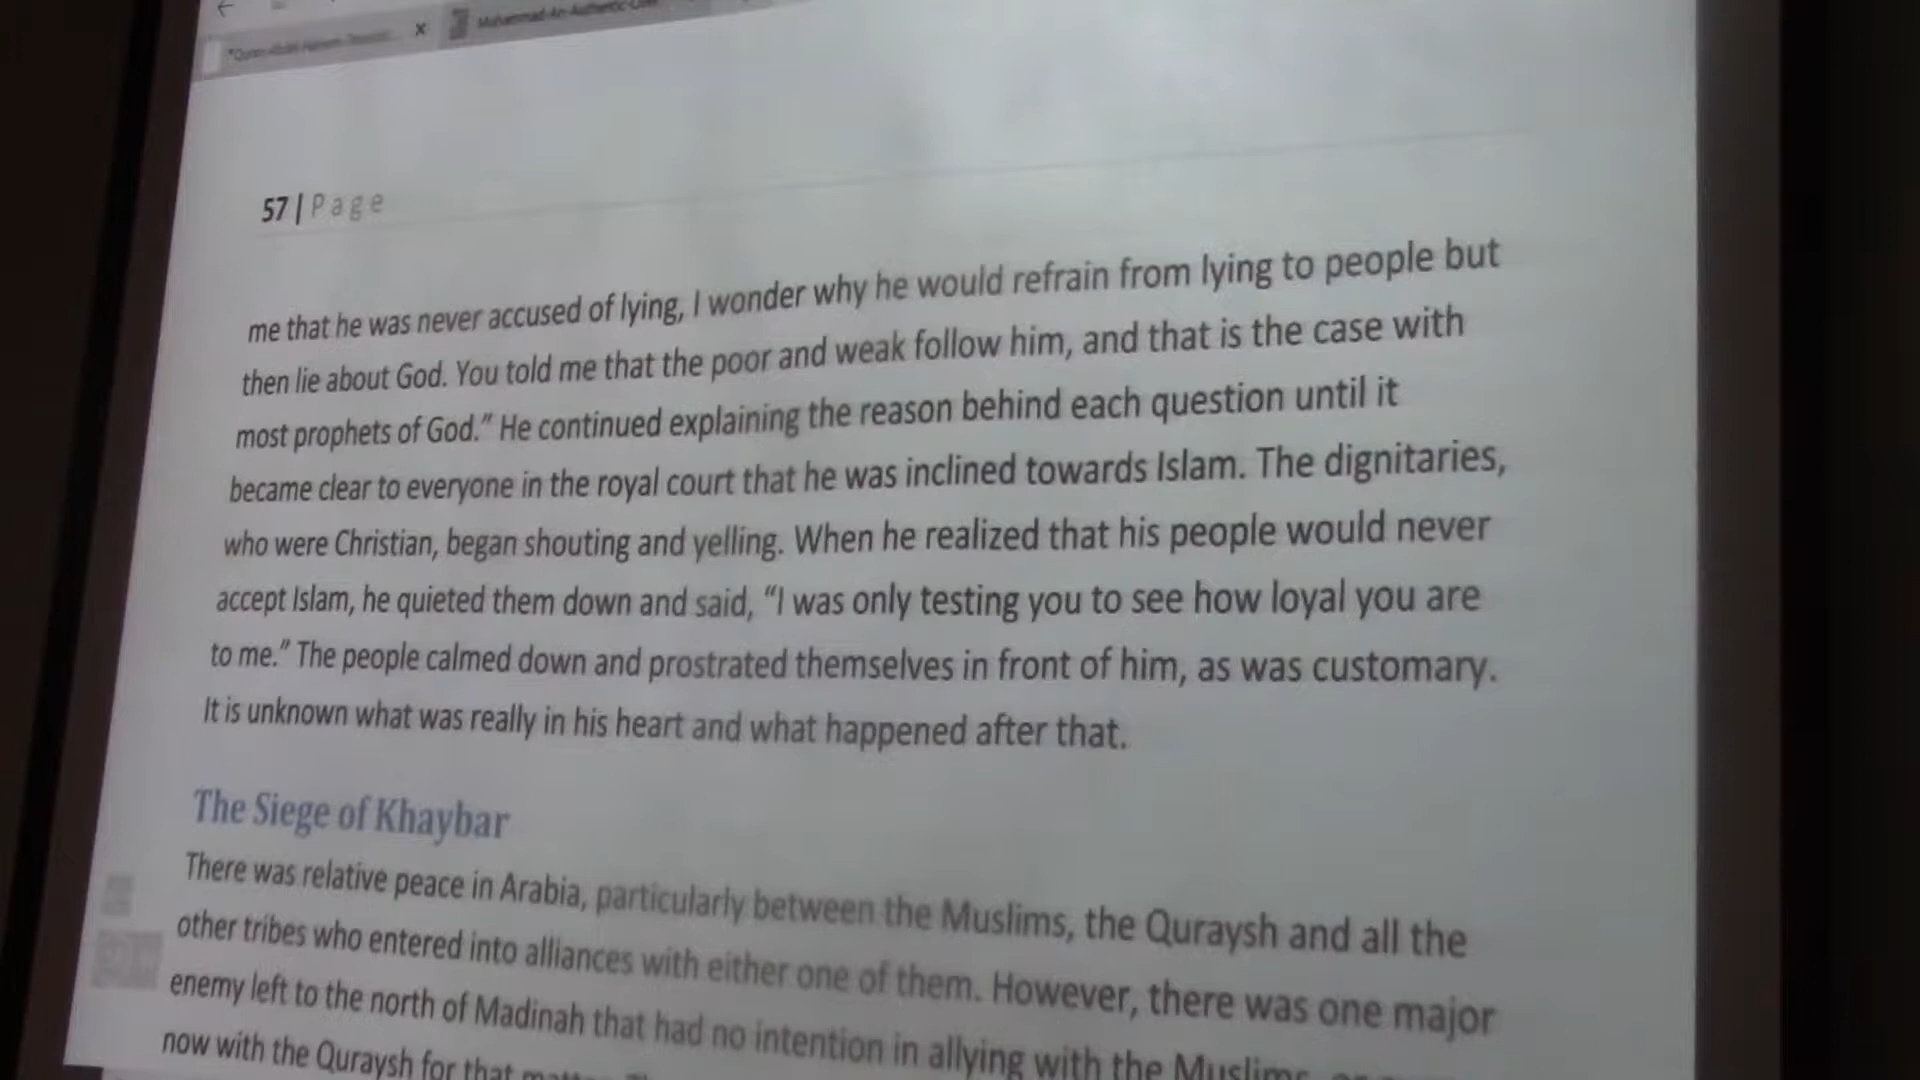 57 | Page
me that he was never accused of lying, I wonder why he would refrain from lying to people but
then lie about God. You told me that the poor and weak follow him, and that is the case with
most prophets of God.” He continued explaining the reason behind each question until it
became clear to everyone in the royal court that he was inclined towards Islam. The dignitaries,
who were Christian, began shouting and yelling. When he realized that his people would never
accept Islam, he quieted them down and said, “I was only testing you to see how loyal you are
to me.” The people calmed down and prostrated themselves in front of him, as was customary.
It is unknown what was really in his heart and what happened after that.
The Siege of Khaybar
There was relative peace in Arabia, particularly between the Muslims, the Quraysh and all the
other tribes who entered into alliances with either one of them. However, there was one major
enemy left to the north of Madinah that had no intention in allying with the Muslims,
now with the Quraysh for that